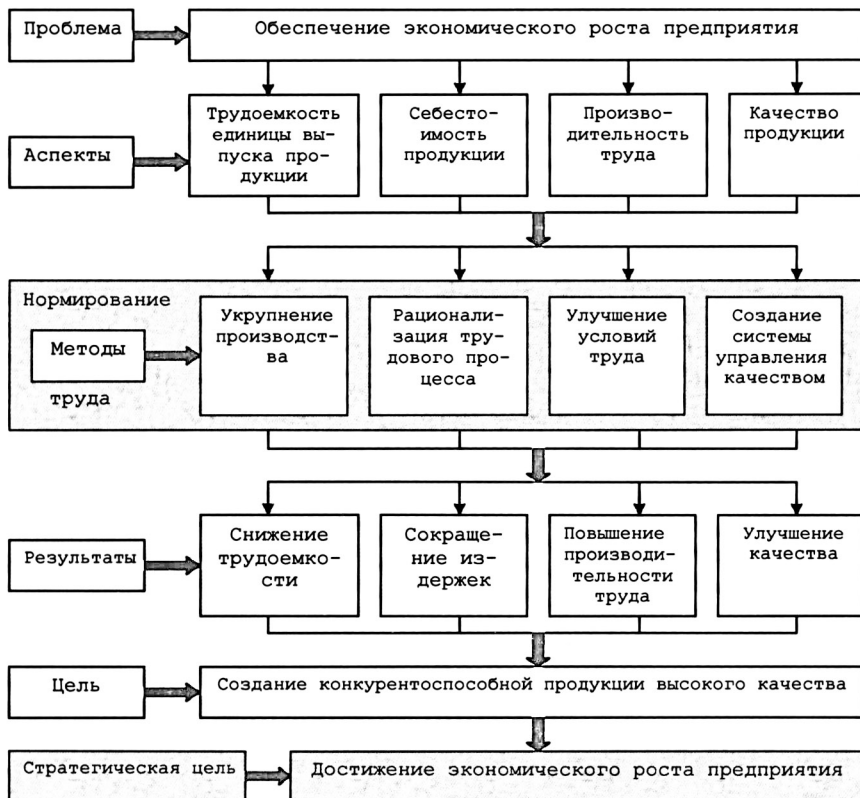 Проблема
Обеспечение экономического роста предприятия
Аспекты
Трудоемкость
единицы вы-
пуска про-
дукции
Себесто-
имость
продукции
Произво-
дительность
труда
Качество
продукции
Нормирование
Методы
труда
Укрупнение
производст-
ва
Рационали-
зация тру-
дового про-
цесса
Улучшение
условий
труда
Создание
системы
управления
качеством
Результаты
Снижение
трудоемко-
сти
Сокраще-
ние из-
держек
Повышение
производи-
тельности
труда
Улучшение
качества
Цель
Создание конкурентоспособной продукции высокого качества
Стратегическая цель
Достижение экономического роста предприятия